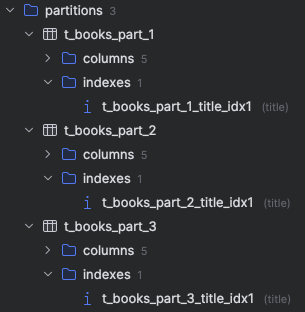 partitions 3
t_books_part_1
columns 5
indexes 1
t_books_part_1_title_idx1 (title)
t_books_part_2
columns 5
indexes 1
t_books_part_2_title_idx1 (title)
t_books_part_3
columns 5
indexes 1
t_books_part_3_title_idx1 (title)